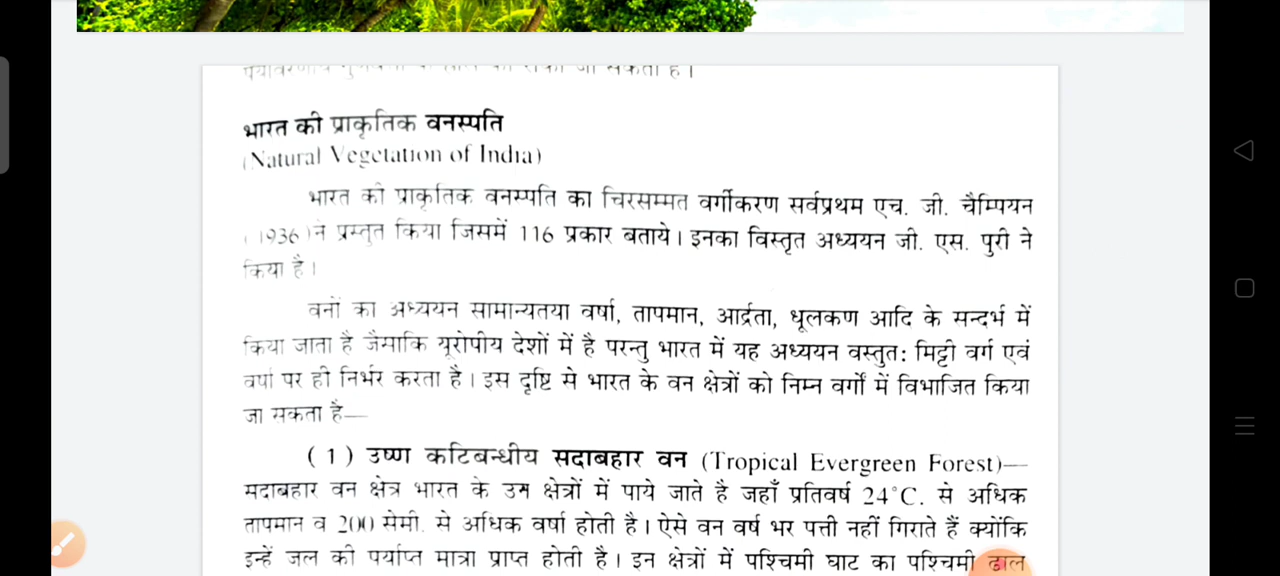 भारत की प्राकृतिक वनस्पति
(Natural Vegetation of India)
भारत की प्राकृतिक वनस्पति का चिरसम्मत वर्गीकरण सर्वप्रथम एच. जी. चैम्पियन
(1936) ने प्रस्तुत किया जिसमें 116 प्रकार बताये। इनका विस्तृत अध्ययन जी. एस. पुरी ने
किया है।
वनों का अध्ययन सामान्यतया वर्षा, तापमान, आर्द्रता, धूलकण आदि के सन्दर्भ में
किया जाता है जैसाकि यूरोपीय देशों में है परन्तु भारत में यह अध्ययन वस्तुत: मिट्टी वर्ग एवं
वर्षा पर ही निर्भर करता है। इस दृष्टि से भारत के वन क्षेत्रों को निम्न वर्गों में विभाजित किया
जा सकता है—
(1) उष्ण कटिबन्धीय सदाबहार वन (Tropical Evergreen Forest)—
सदाबहार वन क्षेत्र भारत के उन क्षेत्रों में पाये जाते है जहाँ प्रतिवर्ष 24°C. से अधिक
तापमान व 200 सेमी. से अधिक वर्षा होती है। ऐसे वन वर्ष भर पत्ती नहीं गिराते हैं क्योंकि
इन्हें जल की पर्याप्त मात्रा प्राप्त होती है। इन क्षेत्रों में पश्चिमी घाट का पश्चिमी ढाल